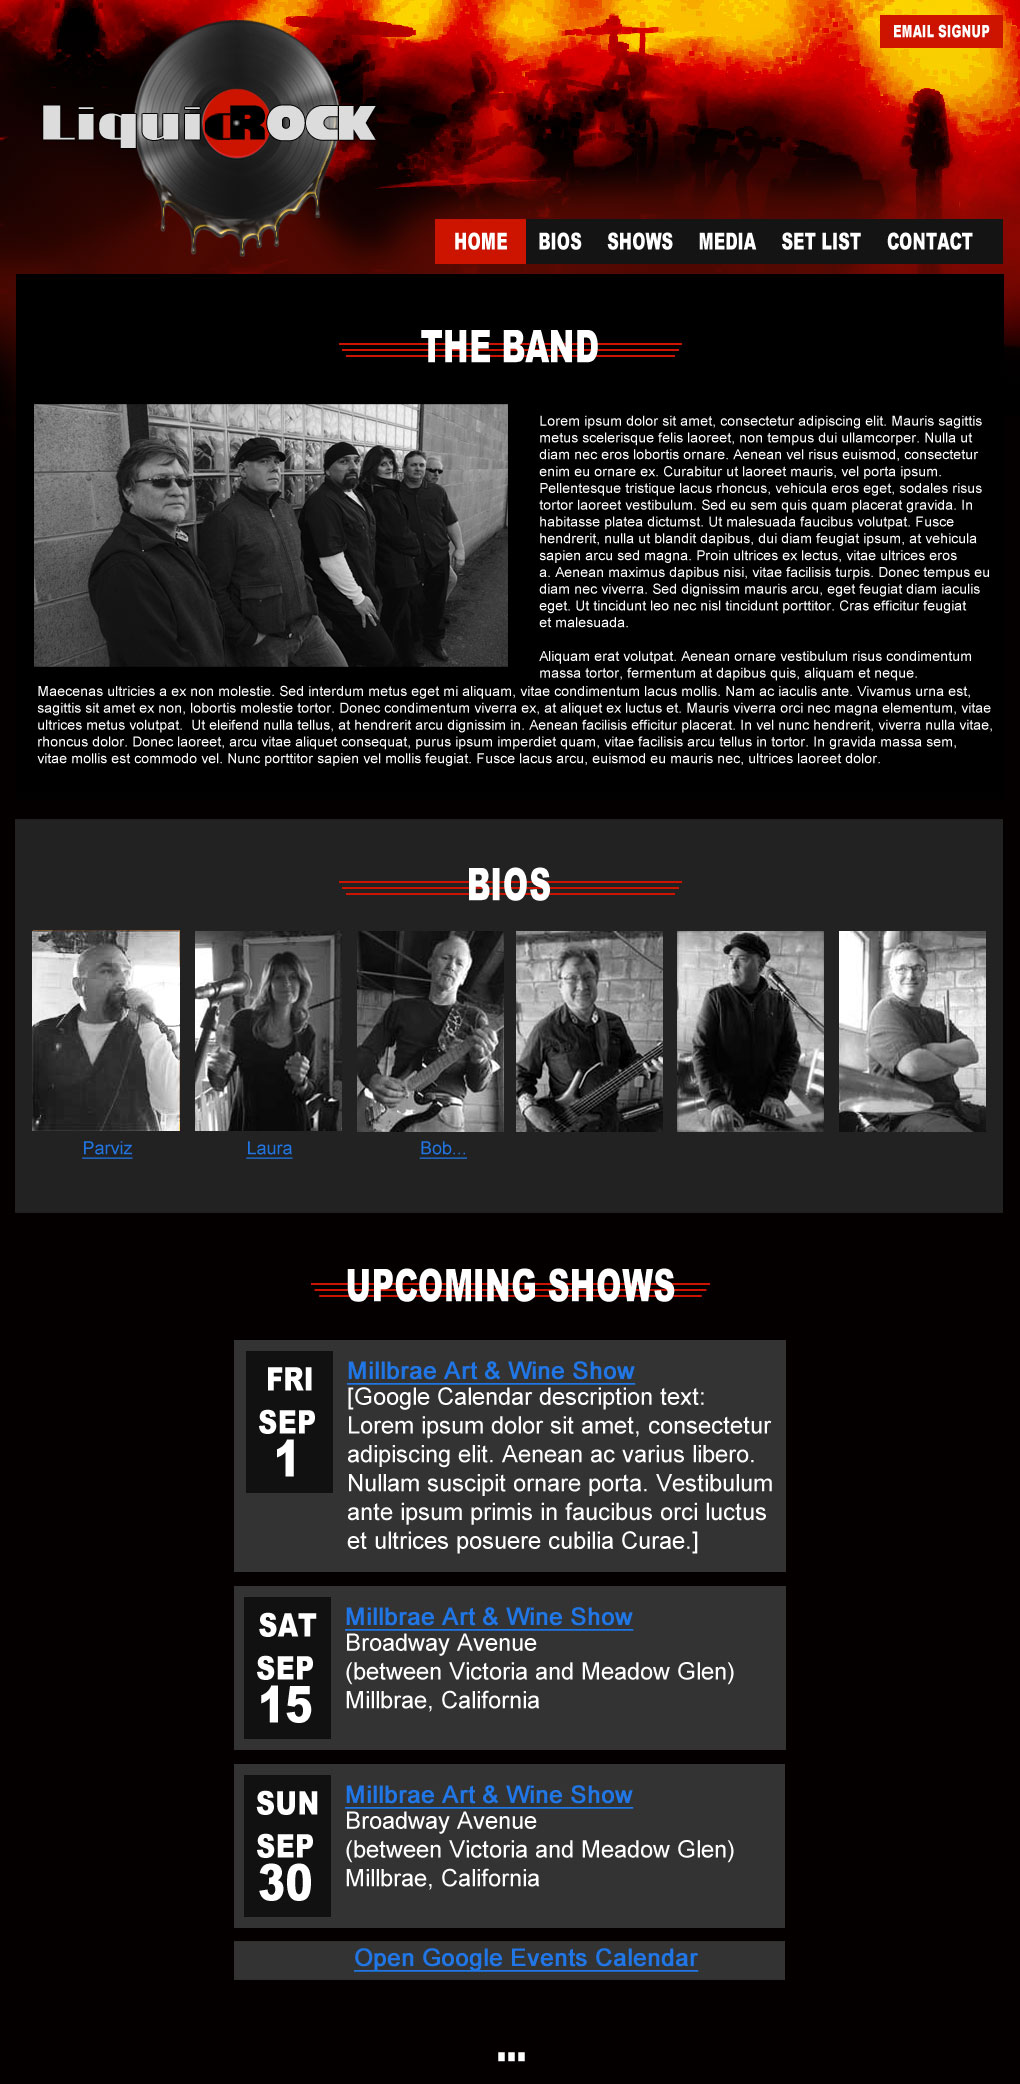 EMAIL SIGNUP
LiquidROCK
HOME BIOS SHOWS MEDIA SET LIST CONTACT
THE BAND
Lorem ipsum dolor sit amet, consectetur adipiscing elit. Mauris sagittis
metus scelerisque felis laoreet, non tempus dui ullamcorper. Nulla ut
diam nec eros lobortis ornare. Aenean vel risus euismod, consectetur
enim eu ornare ex. Curabitur ut laoreet mauris, vel porta ipsum.
Pellentesque tristique lacus rhoncus, vehicula eros eget, sodales risus
tortor laoreet vestibulum. Sed eu sem quis quam placerat gravida. In
habitasse platea dictumst. Ut malesuada faucibus volutpat. Fusce
hendrerit, nulla ut blandit dapibus, dui diam feugiat ipsum, at vehicula
sapien arcu sed magna. Proin ultrices ex lectus, vitae ultrices eros
a. Aenean maximus dapibus nisi, vitae facilisis turpis. Donec tempus eu
diam nec viverra. Sed dignissim mauris arcu, eget feugiat diam iaculis
eget. Ut tincidunt leo nec nisl tincidunt porttitor. Cras efficitur feugiat
et malesuada.
Aliquam erat volutpat. Aenean ornare vestibulum risus condimentum
massa tortor, fermentum at dapibus quis, aliquam et neque.
Maecenas ultricies a ex non molestie. Sed interdum metus eget mi aliquam, vitae condimentum lacus mollis. Nam ac iaculis ante. Vivamus urna est,
sagittis sit amet ex non, lobortis molestie tortor. Donec condimentum viverra ex, at aliquet ex luctus et. Mauris viverra orci nec magna elementum, vitae
ultrices metus volutpat. Ut eleifend nulla tellus, at hendrerit arcu dignissim in. Aenean facilisis efficitur placerat. In vel nunc hendrerit, viverra nulla vitae,
rhoncus dolor. Donec laoreet, arcu vitae aliquet consequat, purus ipsum imperdiet quam, vitae facilisis arcu tellus in tortor. In gravida massa sem,
vitae mollis est commodo vel. Nunc porttitor sapien vel mollis feugiat. Fusce lacus arcu, euismod eu mauris nec, ultrices laoreet dolor.
BIOS
Parviz Laura Bob...
UPCOMING SHOWS
FRI
SEP
1
Millbrae Art & Wine Show
[Google Calendar description text:
Lorem ipsum dolor sit amet, consectetur
adipiscing elit. Aenean ac varius libero.
Nullam suscipit ornare porta. Vestibulum
ante ipsum primis in faucibus orci luctus
et ultrices posuere cubilia Curae.]
SAT
SEP
15
Millbrae Art & Wine Show
Broadway Avenue
(between Victoria and Meadow Glen)
Millbrae, California
SUN
SEP
30
Millbrae Art & Wine Show
Broadway Avenue
(between Victoria and Meadow Glen)
Millbrae, California
Open Google Events Calendar
...